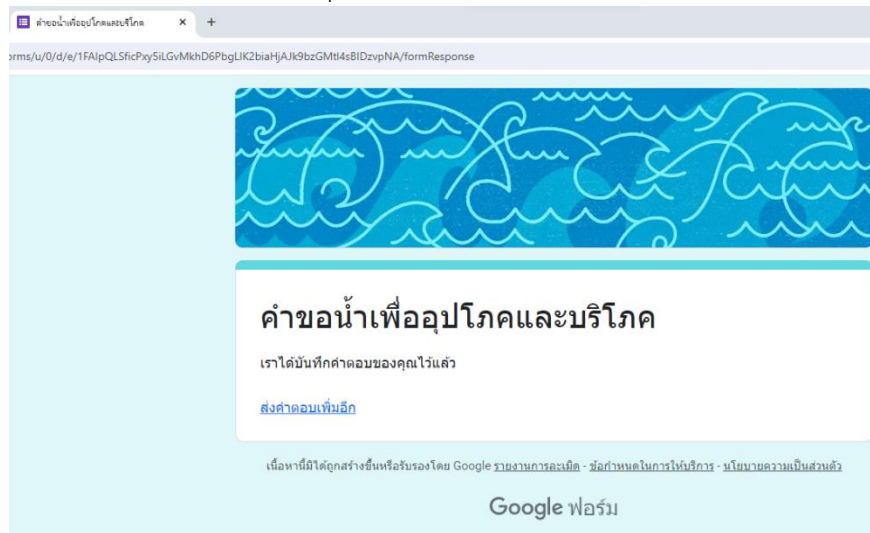 คำขอน้ำเพื่ออุปโภคและบริโภค
orms/u/0/d/e/1FAIpQLSficPxy5iLGvMkhD6PbgLIK2biaHjAJk9bzGMtI4sBIDzvpNA/formResponse
คำขอน้ำเพื่ออุปโภคและบริโภค
เราได้บันทึกคำตอบของคุณไว้แล้ว
ส่งคำตอบเพิ่มอีก
เนื้อหานี้มิได้ถูกสร้างขึ้นหรือรับรองโดย Google รายงานการละเมิด - ข้อกำหนดในการให้บริการ - นโยบายความเป็นส่วนตัว
Google ฟอร์ม